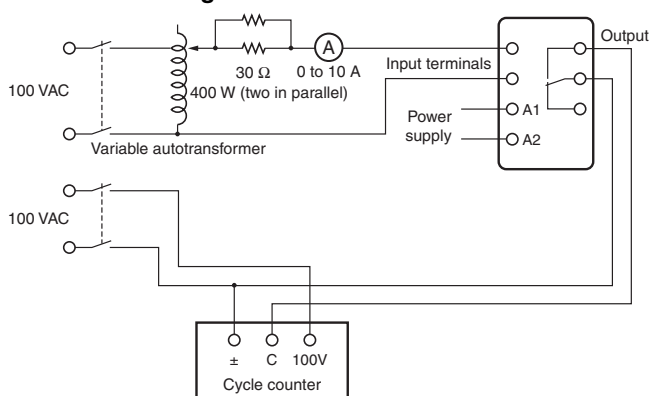 Output
A
Input terminals
30 Ω
0 to 10 A
100 VAC
400 W (two in parallel)
A1
Power
supply
A2
Variable autotransformer
100 VAC
±
C
100V
Cycle counter